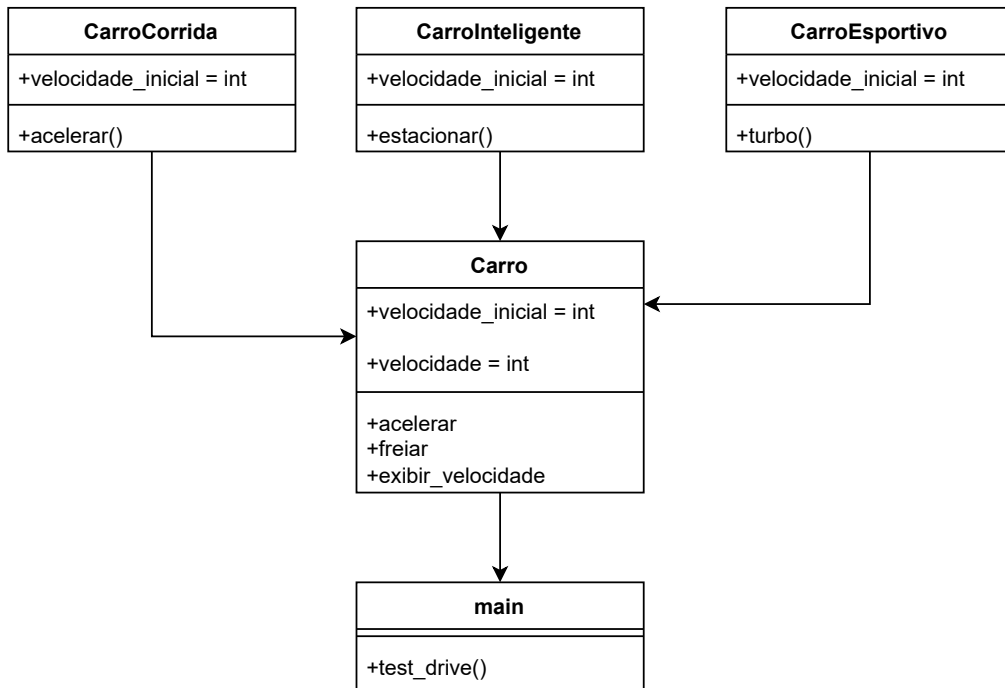 CarroCorrida
+velocidade_inicial = int
+acelerar()
CarroInteligente
+velocidade_inicial = int
+estacionar()
CarroEsportivo
+velocidade_inicial = int
+turbo()
Carro
+velocidade_inicial = int
+velocidade = int
+acelerar
+freiar
+exibir_velocidade
main
+test_drive()